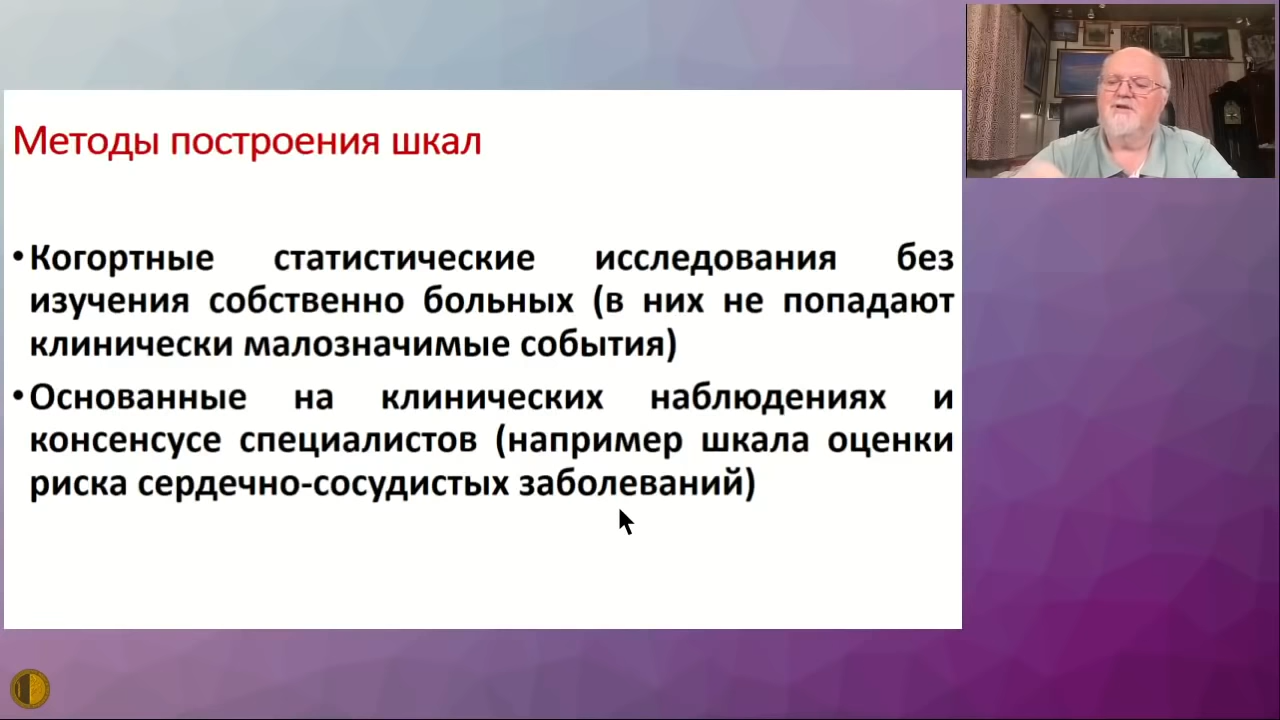 Методы построения шкал
•Когортные статистические исследования без
изучения собственно больных (в них не попадают
клинически малозначимые события)
•Основанные на клинических наблюдениях и
консенсусе специалистов (например шкала оценки
риска сердечно-сосудистых заболеваний)